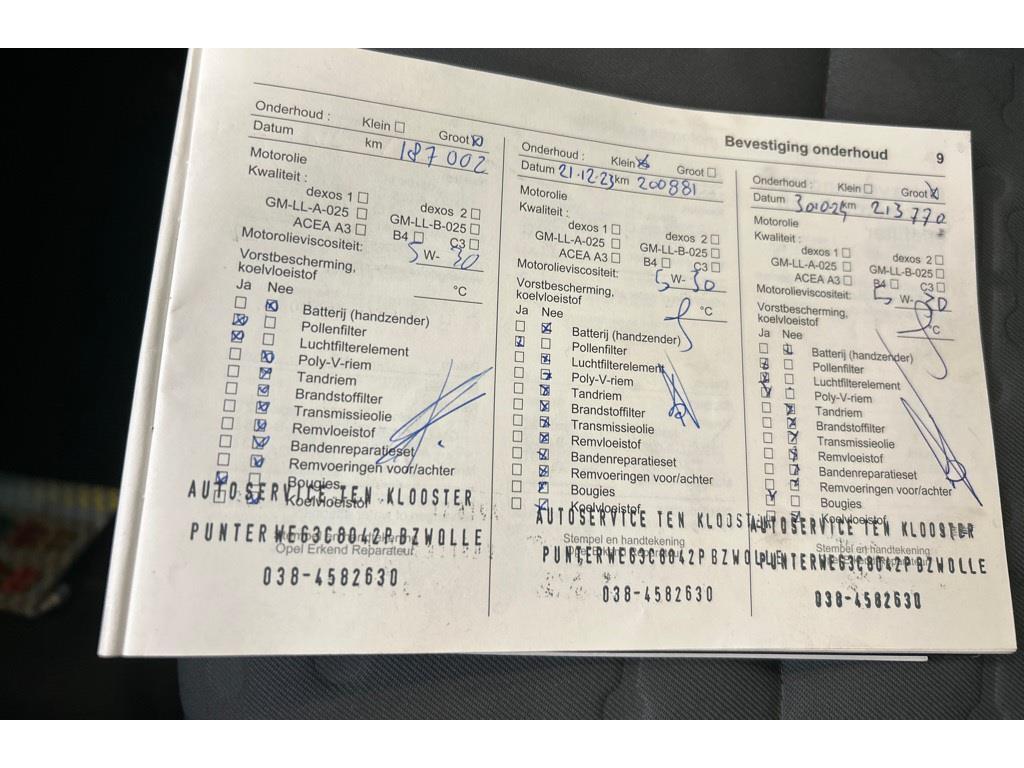 Bevestiging onderhoud 9
Onderhoud : Klein Groot
Datum km 187 002
Motorolie
Kwaliteit :
dexos 1 dexos 2
GM-LL-A-025 GM-LL-B-025
ACEA A3 B4 C3
Motorolieviscositeit: 5 W- 30
Vorstbescherming,
koelvloeistof °C
Ja Nee
Batterij (handzender)
Pollenfilter
Luchtfilterelement
Poly-V-riem
Tandriem
Brandstoffilter
Transmissieolie
Remvloeistof
Bandenreparatieset
Remvoeringen voor/achter
Bougies
Koelvloeistof
AUTOSERVICE TEN KLOOSTER
PUNTERWEG3C8042PBZWOLLE
Opel Erkend Reparateur
038-4582630
Onderhoud : Klein Groot
Datum 21-12-23 km 200881
Motorolie
Kwaliteit :
dexos 1 dexos 2
GM-LL-A-025 GM-LL-B-025
ACEA A3 B4 C3
Motorolieviscositeit: 5 W- 30
Vorstbescherming,
koelvloeistof °C
Ja Nee
Batterij (handzender)
Pollenfilter
Luchtfilterelement
Poly-V-riem
Tandriem
Brandstoffilter
Transmissieolie
Remvloeistof
Bandenreparatieset
Remvoeringen voor/achter
Bougies
Koelvloeistof
AUTOSERVICE TEN KLOOSTER
Stempel en handtekening
PUNTERWEG3C8042PBZWOLLE
038-4582630
Onderhoud : Klein Groot
Datum km 213770
Motorolie
Kwaliteit :
dexos 1 dexos 2
GM-LL-A-025 GM-LL-B-025
ACEA A3 B4 C3
Motorolieviscositeit: 5 W- 30
Vorstbescherming,
koelvloeistof °C
Ja Nee
Batterij (handzender)
Pollenfilter
Luchtfilterelement
Poly-V-riem
Tandriem
Brandstoffilter
Transmissieolie
Remvloeistof
Bandenreparatieset
Remvoeringen voor/achter
Bougies
Koelvloeistof
AUTOSERVICE TEN KLOOSTER
Stempel en handtekening
PUNTERWEG3C8042PBZWOLLE
038-4582630